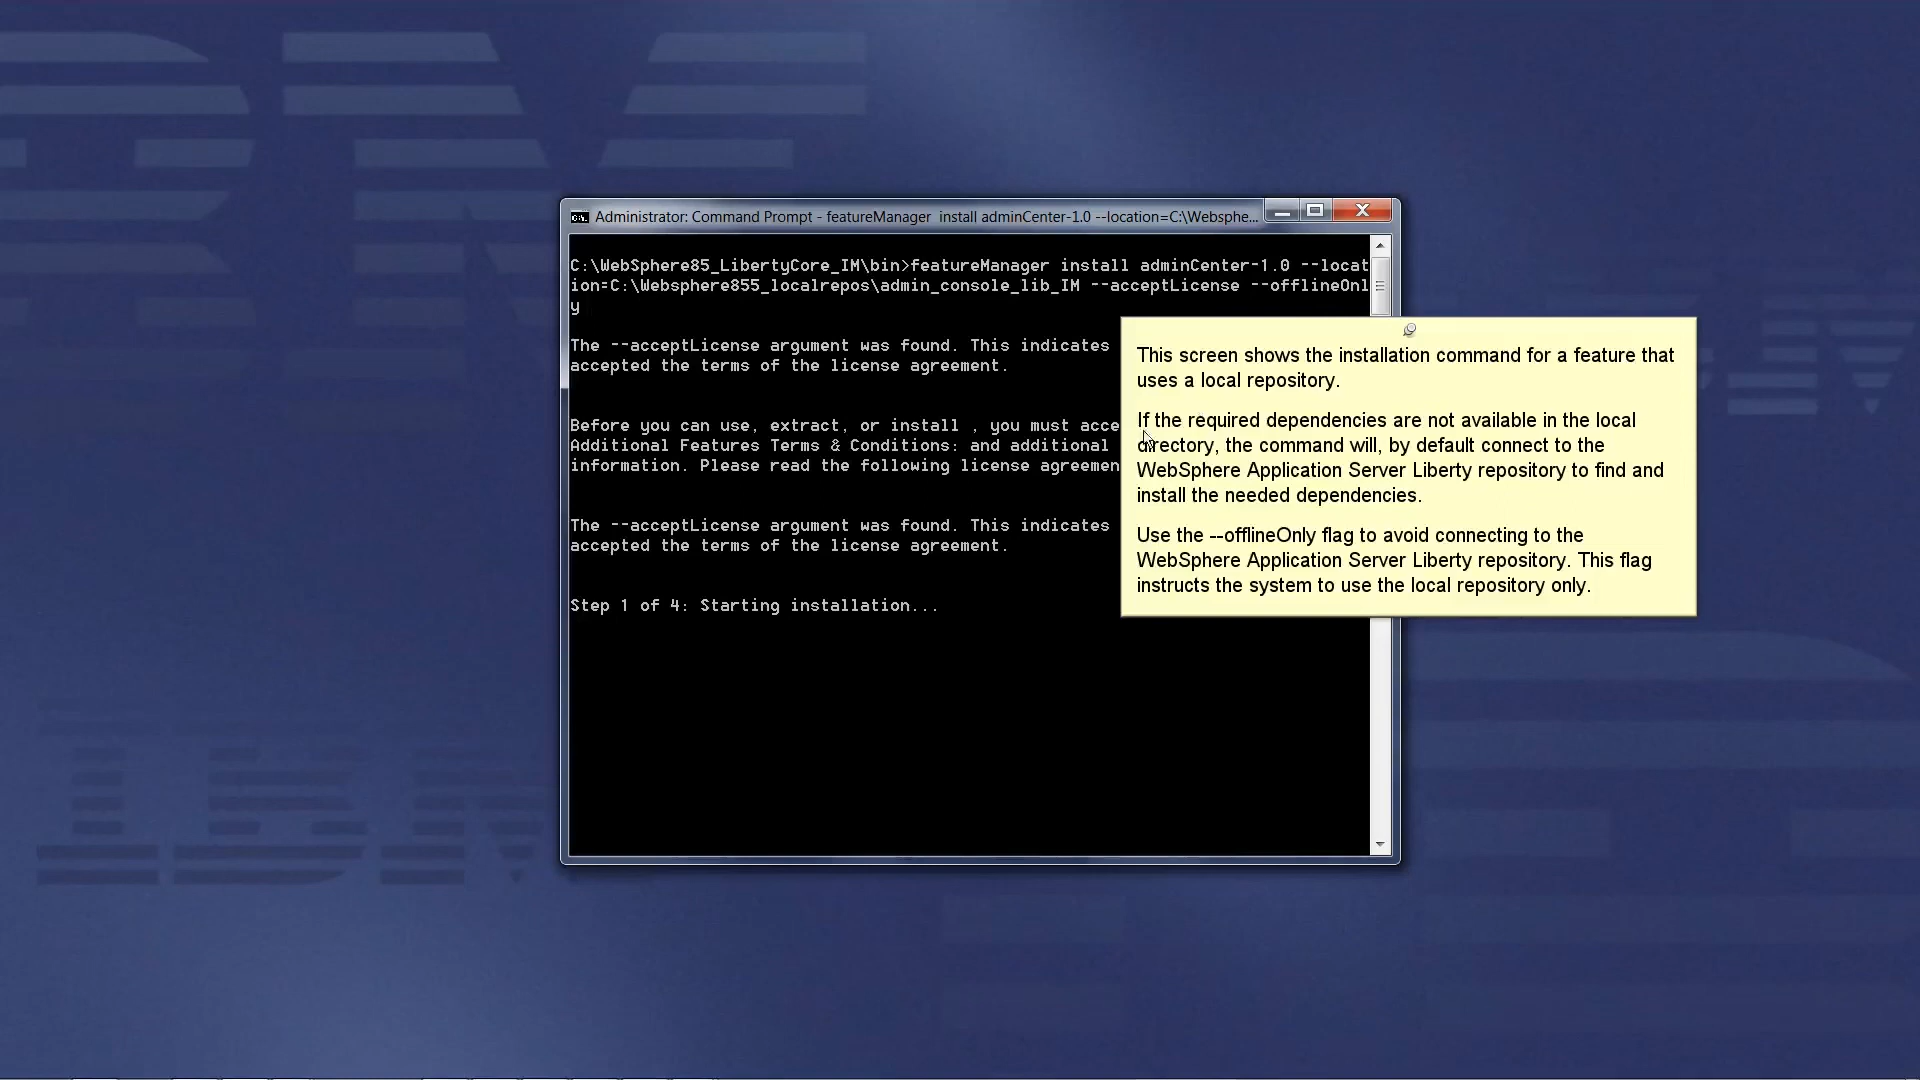 Administrator: Command Prompt - featureManager  install adminCenter-1.0 --location=C:\Websphe...
C:\WebSphere85_LibertyCore_IM\bin>featureManager install adminCenter-1.0 --locat
ion=C:\Websphere855_localrepos\admin_console_lib_IM --acceptLicense --offlineOnl
y
The --acceptLicense argument was found. This indicates
accepted the terms of the license agreement.
Before you can use, extract, or install , you must acce
Additional Features Terms & Conditions: and additional
information. Please read the following license agreemen
The --acceptLicense argument was found. This indicates
accepted the terms of the license agreement.
Step 1 of 4: Starting installation...
This screen shows the installation command for a feature that
uses a local repository.
If the required dependencies are not available in the local
directory, the command will, by default connect to the
WebSphere Application Server Liberty repository to find and
install the needed dependencies.
Use the --offlineOnly flag to avoid connecting to the
WebSphere Application Server Liberty repository. This flag
instructs the system to use the local repository only.